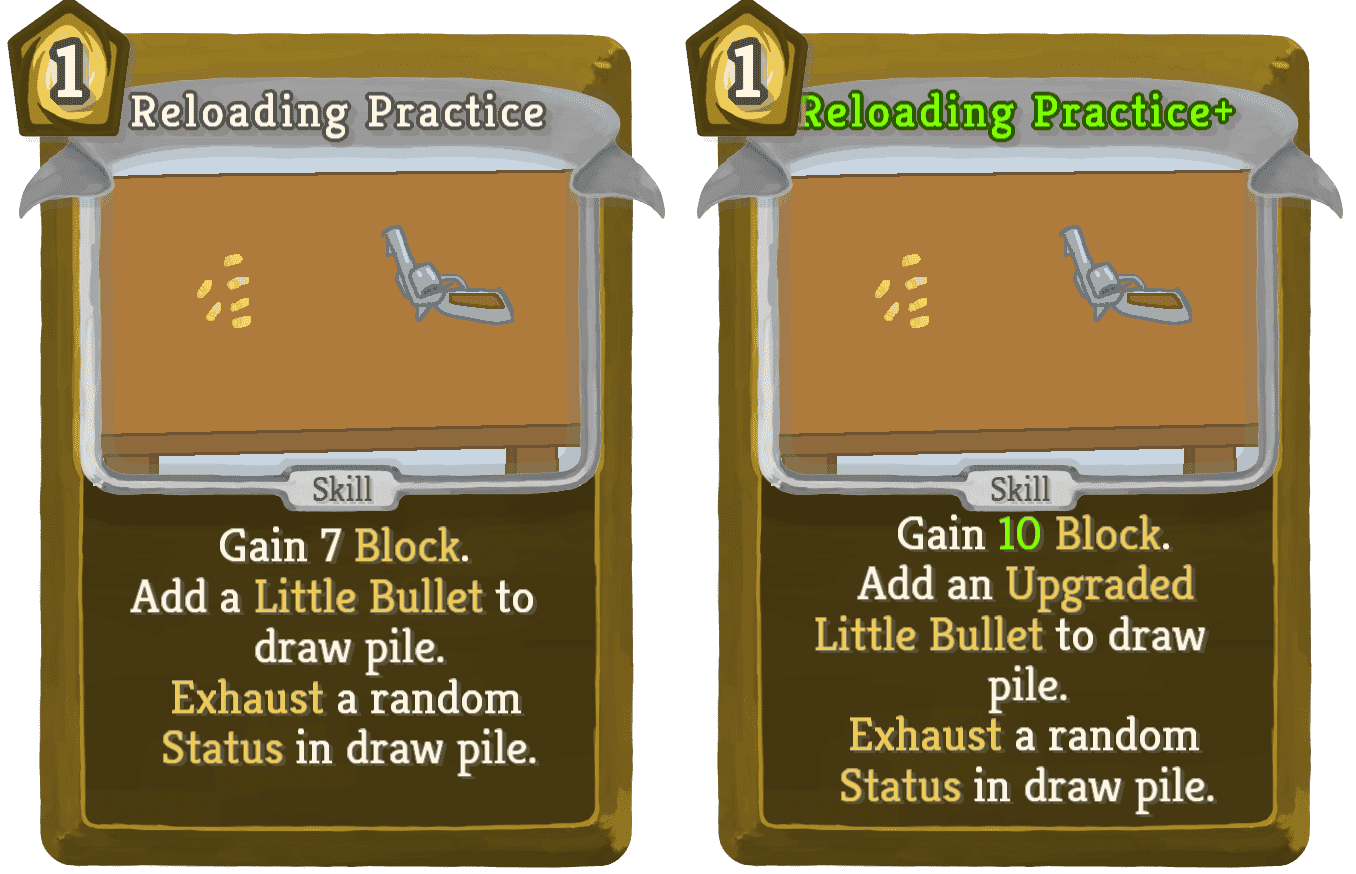 1
Reloading Practice
Skill
Gain 7 Block.
Add a Little Bullet to
draw pile.
Exhaust a random
Status in draw pile.
1
Reloading Practice+
Skill
Gain 10 Block.
Add an Upgraded
Little Bullet to draw
pile.
Exhaust a random
Status in draw pile.